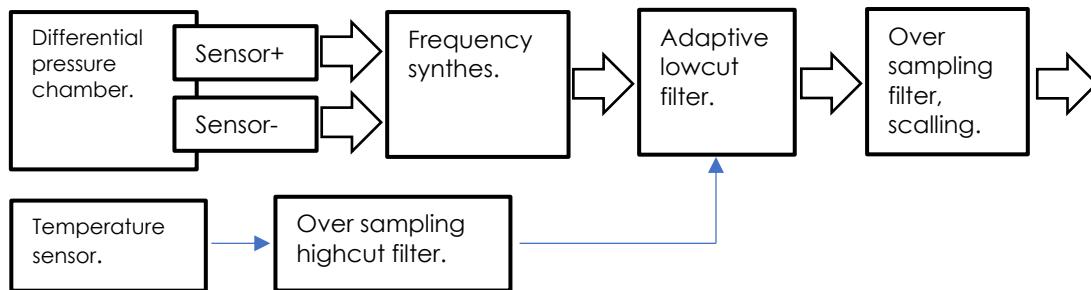 Differential
pressure
chamber.
Sensor+
Sensor-
Frequency
synthes.
Adaptive
lowcut
filter.
Over
sampling
filter,
scalling.
Temperature
sensor.
Over sampling
highcut filter.